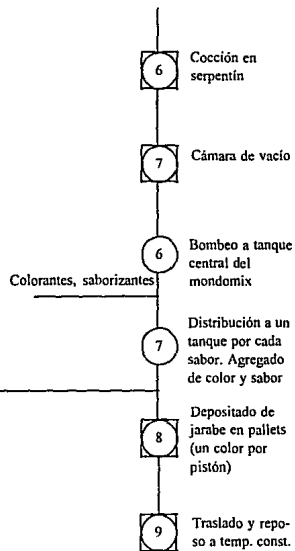 6
Cocción en
serpentín
7
Cámara de vacío
6
Bombeo a tanque
central del
mondomix
Colorantes, saborizantes
7
Distribución a un
tanque por cada
sabor. Agregado
de color y sabor
8
Depositado de
jarabe en pallets
(un color por
pistón)
9
Traslado y repo-
so a temp. const.